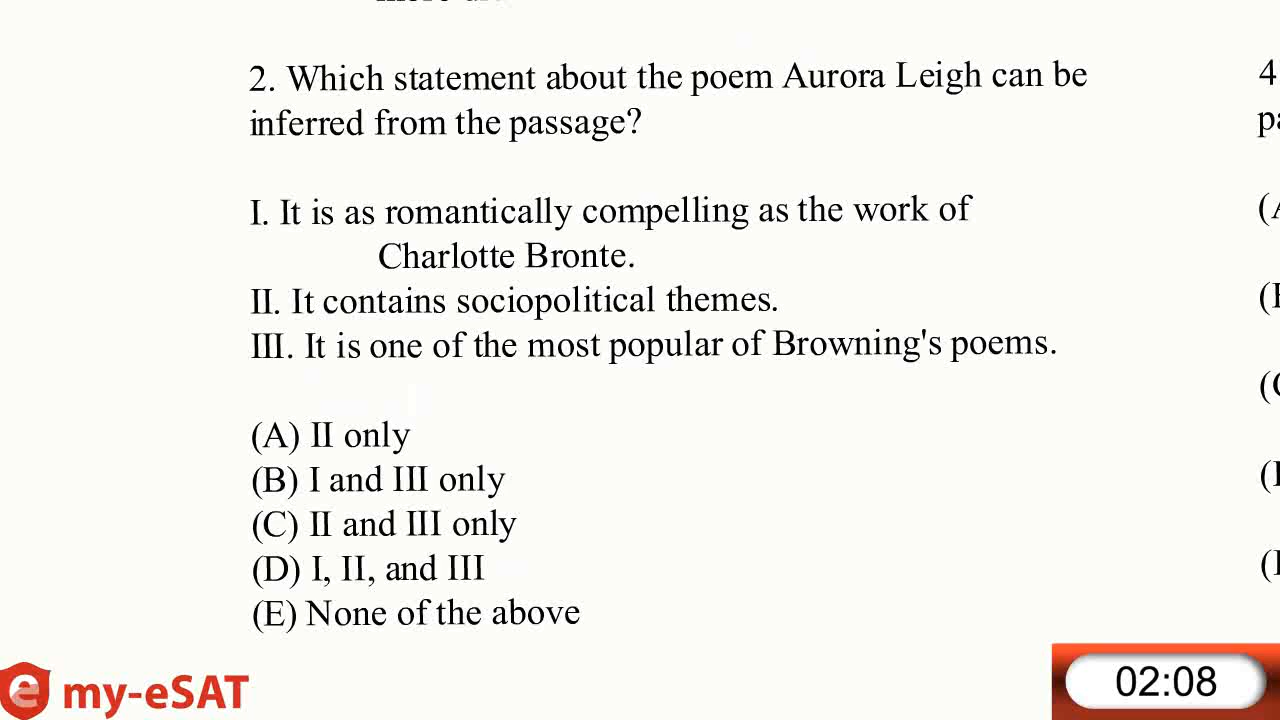 2. Which statement about the poem Aurora Leigh can be
inferred from the passage?
I. It is as romantically compelling as the work of
Charlotte Bronte.
II. It contains sociopolitical themes.
III. It is one of the most popular of Browning's poems.
(A) II only
(B) I and III only
(C) II and III only
(D) I, II, and III
(E) None of the above
4
pa
(A
(C
my-eSAT
02:08